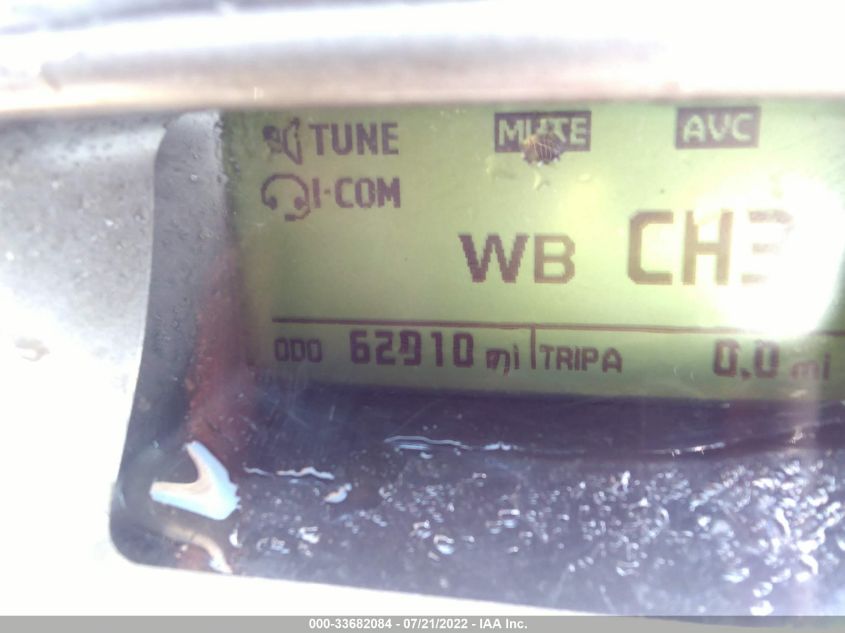 TUNE MUTE AVC
I-COM
WB CH3
ODO 62910 mi TRIPA 0.0 mi
000-33682084 - 07/21/2022 - IAA Inc.